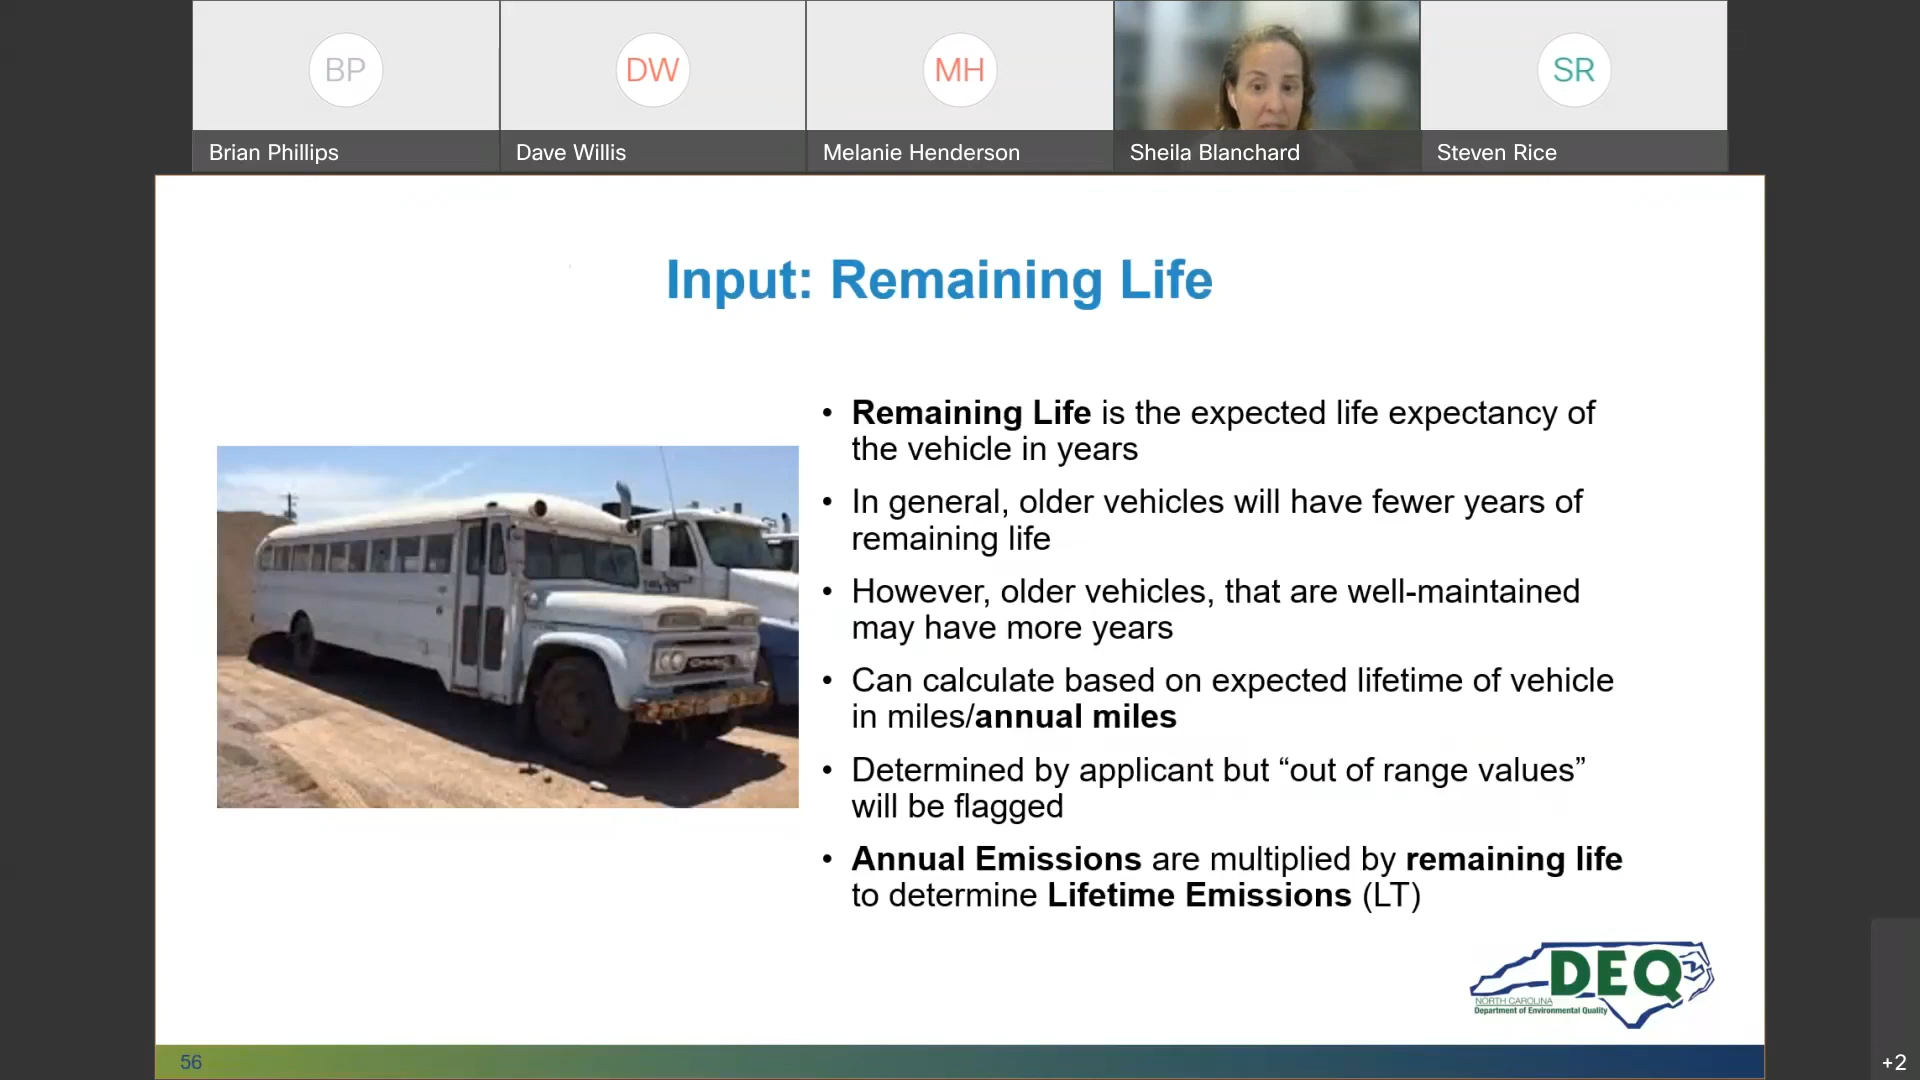 BP
DW
MH
SR
Brian Phillips
Dave Willis
Melanie Henderson
Sheila Blanchard
Steven Rice
Input: Remaining Life
• Remaining Life is the expected life expectancy of
the vehicle in years
• In general, older vehicles will have fewer years of
remaining life
• However, older vehicles, that are well-maintained
may have more years
• Can calculate based on expected lifetime of vehicle
in miles/annual miles
• Determined by applicant but “out of range values”
will be flagged
• Annual Emissions are multiplied by remaining life
to determine Lifetime Emissions (LT)
DEQ
NORTH CAROLINA
Department of Environmental Quality
56
+2